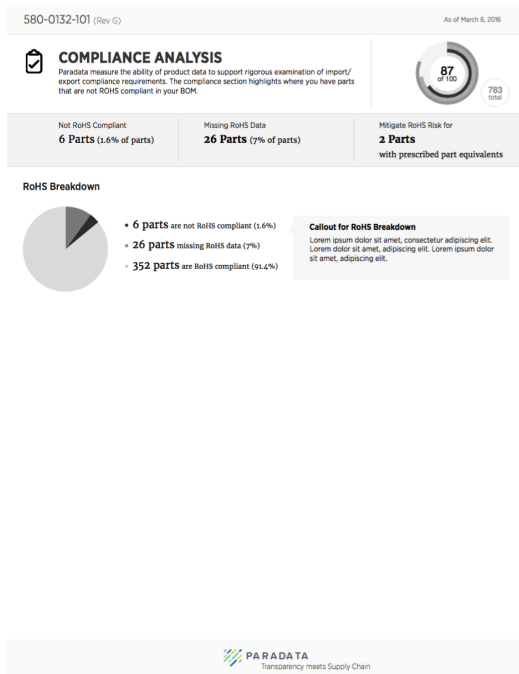 580-0132-101 (Rev G)
As of March 6, 2016
COMPLIANCE ANALYSIS
Paradata measure the ability of product data to support rigorous examination of import/
export compliance requirements. The compliance section highlights where you have parts
that are not ROHS compliant in your BOM.
87
of 100
783
total
Not RoHS Compliant
6 Parts (1.6% of parts)
Missing RoHS Data
26 Parts (7% of parts)
Mitigate RoHS Risk for
2 Parts
with prescribed part equivalents
RoHS Breakdown
• 6 parts are not RoHS compliant (1.6%)
• 26 parts missing RoHS data (7%)
• 352 parts are RoHS compliant (91.4%)
Callout for RoHS Breakdown
Lorem ipsum dolor sit amet, consectetur adipiscing elit.
Lorem dolor sit amet, adipiscing elit. Lorem ipsum dolor
sit amet, adipiscing elit.
PARADATA
Transparency meets Supply Chain